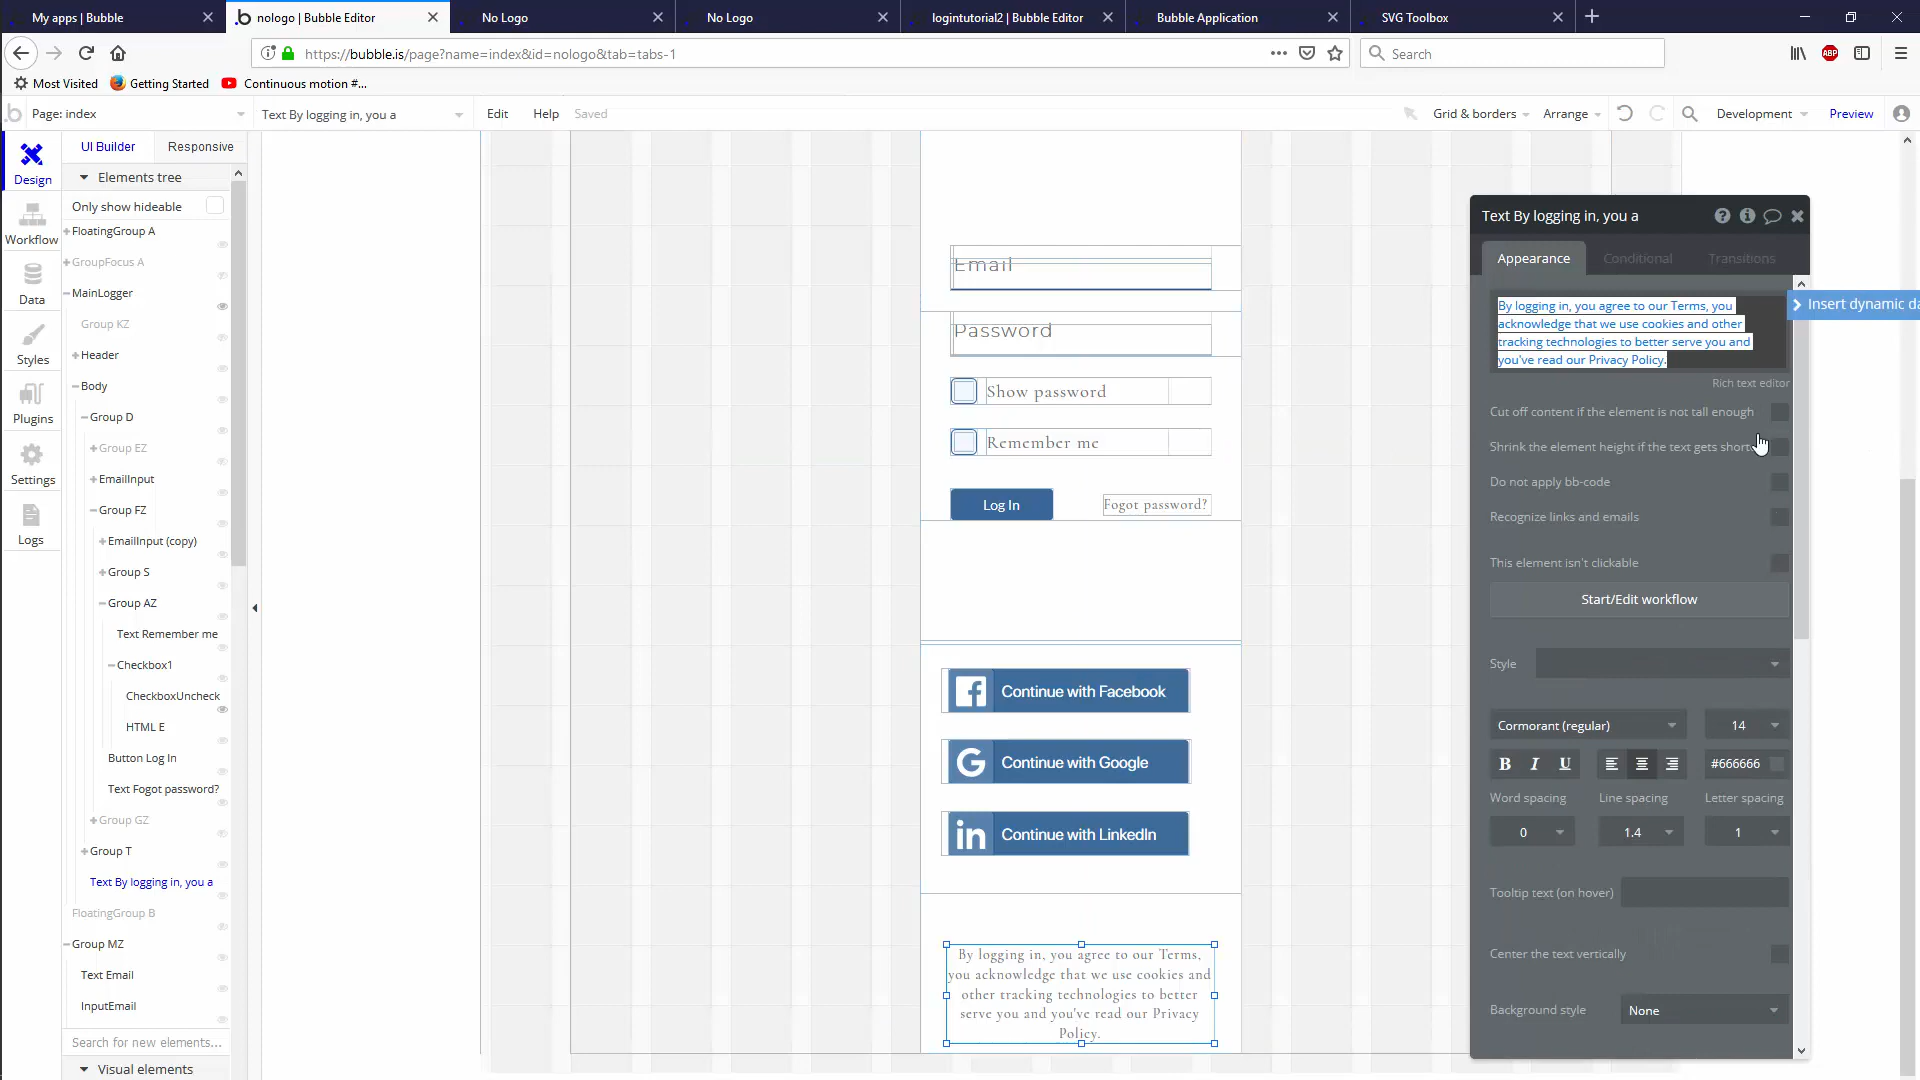 My apps | Bubble
nologo | Bubble Editor
No Logo
No Logo
logintutorial2 | Bubble Editor
Bubble Application
SVG Toolbox
https://bubble.is/page?name=index&id=nologo&tab=tabs-1
Search
Most Visited
Getting Started
Continuous motion #...
Page: index
Text By logging in, you a
Edit
Help
Saved
Grid & borders
Arrange
Development
Preview
Design
Workflow
Data
Styles
Plugins
Settings
Logs
UI Builder
Responsive
Elements tree
Only show hideable
FloatingGroup A
GroupFocus A
MainLogger
Group KZ
Header
Body
Group D
Group EZ
EmailInput
Group FZ
EmailInput (copy)
Group S
Group AZ
Text Remember me
Checkbox1
CheckboxUncheck
HTML E
Button Log In
Text Fogot password?
Group GZ
Group T
Text By logging in, you a
FloatingGroup B
Group MZ
Text Email
InputEmail
Search for new elements...
Visual elements
Email
Password
Show password
Remember me
Log In
Fogot password?
Continue with Facebook
Continue with Google
in Continue with LinkedIn
By logging in, you agree to our Terms,
you acknowledge that we use cookies and
other tracking technologies to better
serve you and you've read our Privacy
Policy.
Text By logging in, you a
Appearance
Conditional
Transitions
By logging in, you agree to our Terms, you
acknowledge that we use cookies and other
tracking technologies to better serve you and
you've read our Privacy Policy.
Insert dynamic da
Rich text editor
Cut off content if the element is not tall enough
Shrink the element height if the text gets short
Do not apply bb-code
Recognize links and emails
This element isn't clickable
Start/Edit workflow
Style
Cormorant (regular)
14
B I U
#666666
Word spacing
Line spacing
Letter spacing
0
1.4
1
Tooltip text (on hover)
Center the text vertically
Background style
None